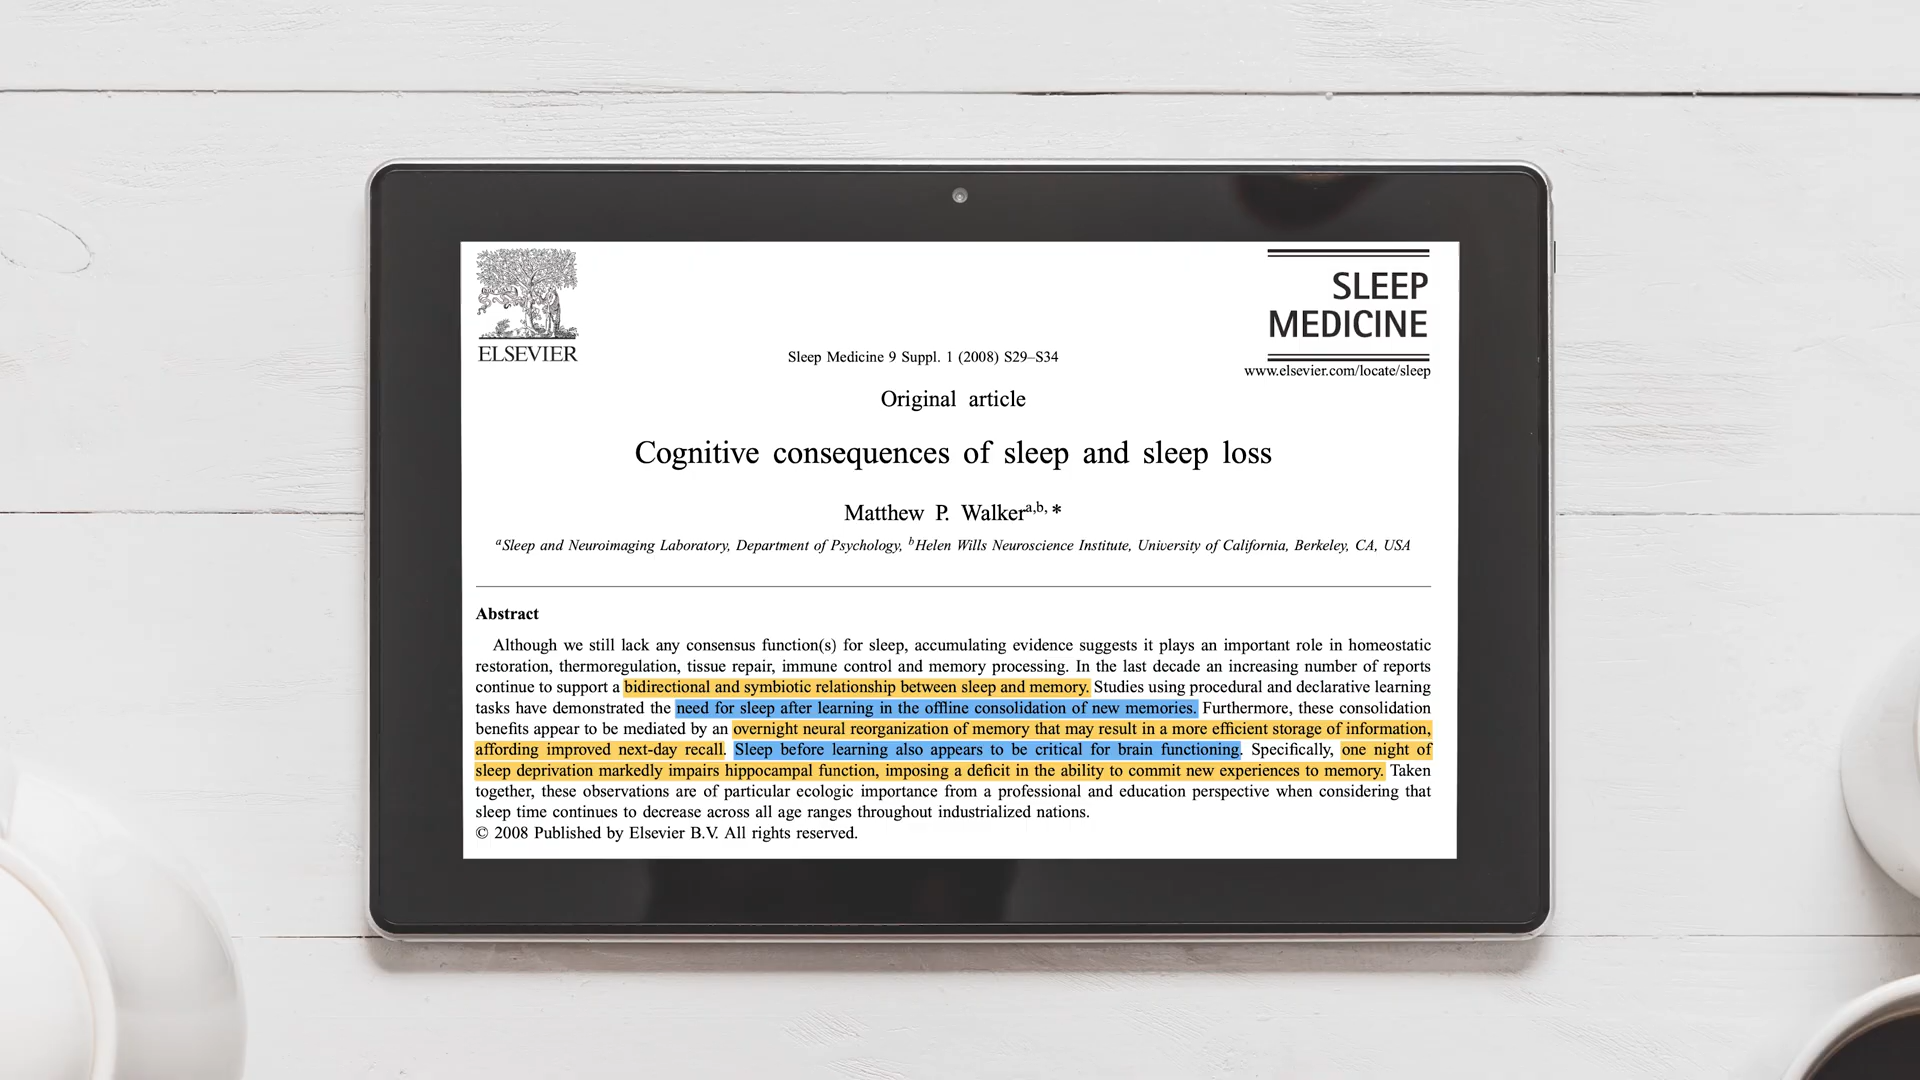 ELSEVIER
SLEEP
MEDICINE
Sleep Medicine 9 Suppl. 1 (2008) S29–S34
www.elsevier.com/locate/sleep
Original article
Cognitive consequences of sleep and sleep loss
Matthew P. Walkera,b,*
aSleep and Neuroimaging Laboratory, Department of Psychology, bHelen Wills Neuroscience Institute, University of California, Berkeley, CA, USA
Abstract
Although we still lack any consensus function(s) for sleep, accumulating evidence suggests it plays an important role in homeostatic
restoration, thermoregulation, tissue repair, immune control and memory processing. In the last decade an increasing number of reports
continue to support a bidirectional and symbiotic relationship between sleep and memory. Studies using procedural and declarative learning
tasks have demonstrated the need for sleep after learning in the offline consolidation of new memories. Furthermore, these consolidation
benefits appear to be mediated by an overnight neural reorganization of memory that may result in a more efficient storage of information,
affording improved next-day recall. Sleep before learning also appears to be critical for brain functioning. Specifically, one night of
sleep deprivation markedly impairs hippocampal function, imposing a deficit in the ability to commit new experiences to memory. Taken
together, these observations are of particular ecologic importance from a professional and education perspective when considering that
sleep time continues to decrease across all age ranges throughout industrialized nations.
© 2008 Published by Elsevier B.V. All rights reserved.